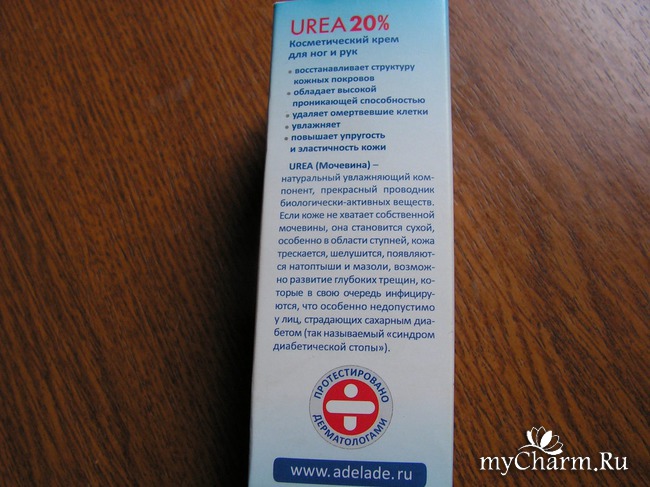 UREA 20%
Косметический крем
для ног и рук
• восстанавливает структуру
кожных покровов
• обладает высокой
проникающей способностью
• удаляет омертвевшие клетки
• увлажняет
• повышает упругость
и эластичность кожи
UREA (Мочевина) –
натуральный увлажняющий ком-
понент, прекрасный проводник
биологически-активных веществ.
Если коже не хватает собственной
мочевины, она становится сухой,
особенно в области ступней, кожа
трескается, шелушится, появляют-
ся натоптыши и мазоли, возмож-
но развитие глубоких трещин, ко-
торые в свою очередь инфициру-
ются, что особенно недопустимо
у лиц, страдающих сахарным диа-
бетом (так называемый «синдром
диабетической стопы»).
ПРОТЕСТИРОВАНО
ДЕРМАТОЛОГАМИ
www.adelade.ru
myCharm.Ru